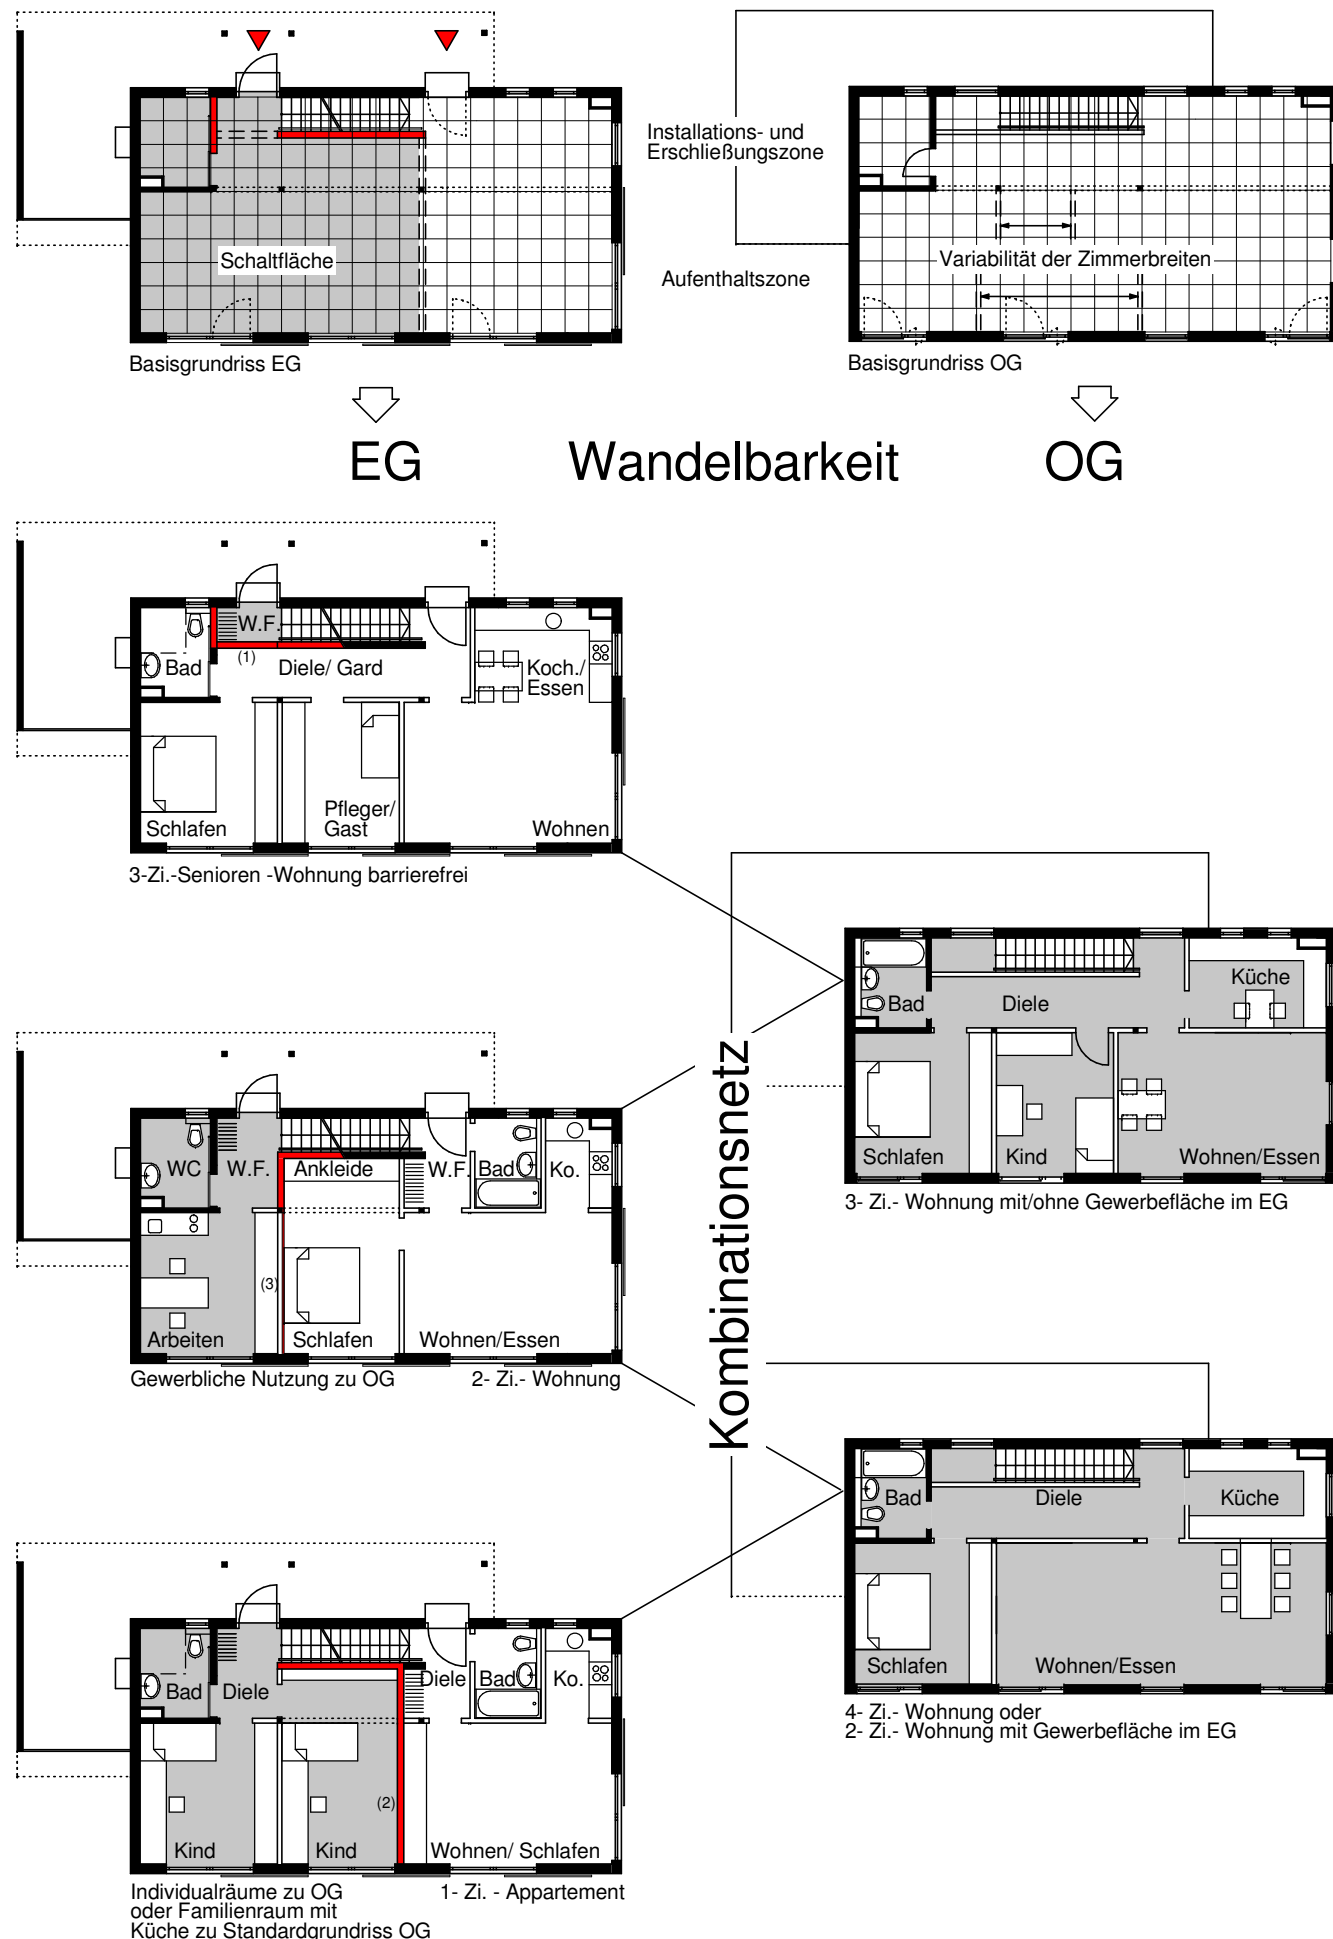 Installations- und
Erschließungszone
Schaltfläche
Variabilität der Zimmerbreiten
Aufenthaltszone
Basisgrundriss EG
Basisgrundriss OG
EG
Wandelbarkeit
OG
W.F.
Bad
(1)
Diele/ Gard
Koch./
Essen
Pfleger/
Gast
Schlafen
Wohnen
3-Zi.-Senioren -Wohnung barrierefrei
Küche
Bad
Diele
Schlafen
Kind
Wohnen/Essen
3- Zi.- Wohnung mit/ohne Gewerbefläche im EG
Kombinationsnetz
WC
W.F.
Ankleide
W.F.
Bad
Ko.
(3)
Arbeiten
Schlafen
Wohnen/Essen
Gewerbliche Nutzung zu OG
2- Zi.- Wohnung
Bad
Diele
Küche
Schlafen
Wohnen/Essen
4- Zi.- Wohnung oder
2- Zi.- Wohnung mit Gewerbefläche im EG
Bad
Diele
Diele
Bad
Ko.
(2)
Kind
Kind
Wohnen/ Schlafen
Individualräume zu OG
oder Familienraum mit
Küche zu Standardgrundriss OG
1- Zi. - Appartement